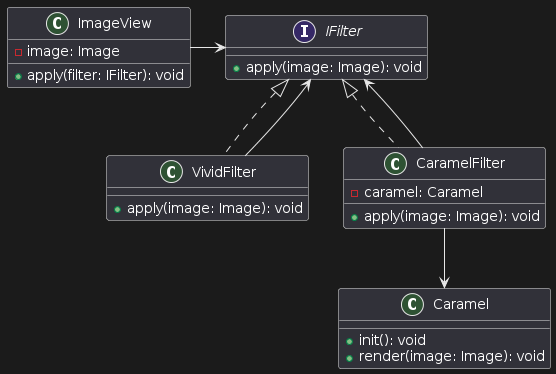 C ImageView
image: Image
apply(filter: IFilter): void
I IFilter
apply(image: Image): void
C VividFilter
apply(image: Image): void
C CaramelFilter
caramel: Caramel
apply(image: Image): void
C Caramel
init(): void
render(image: Image): void